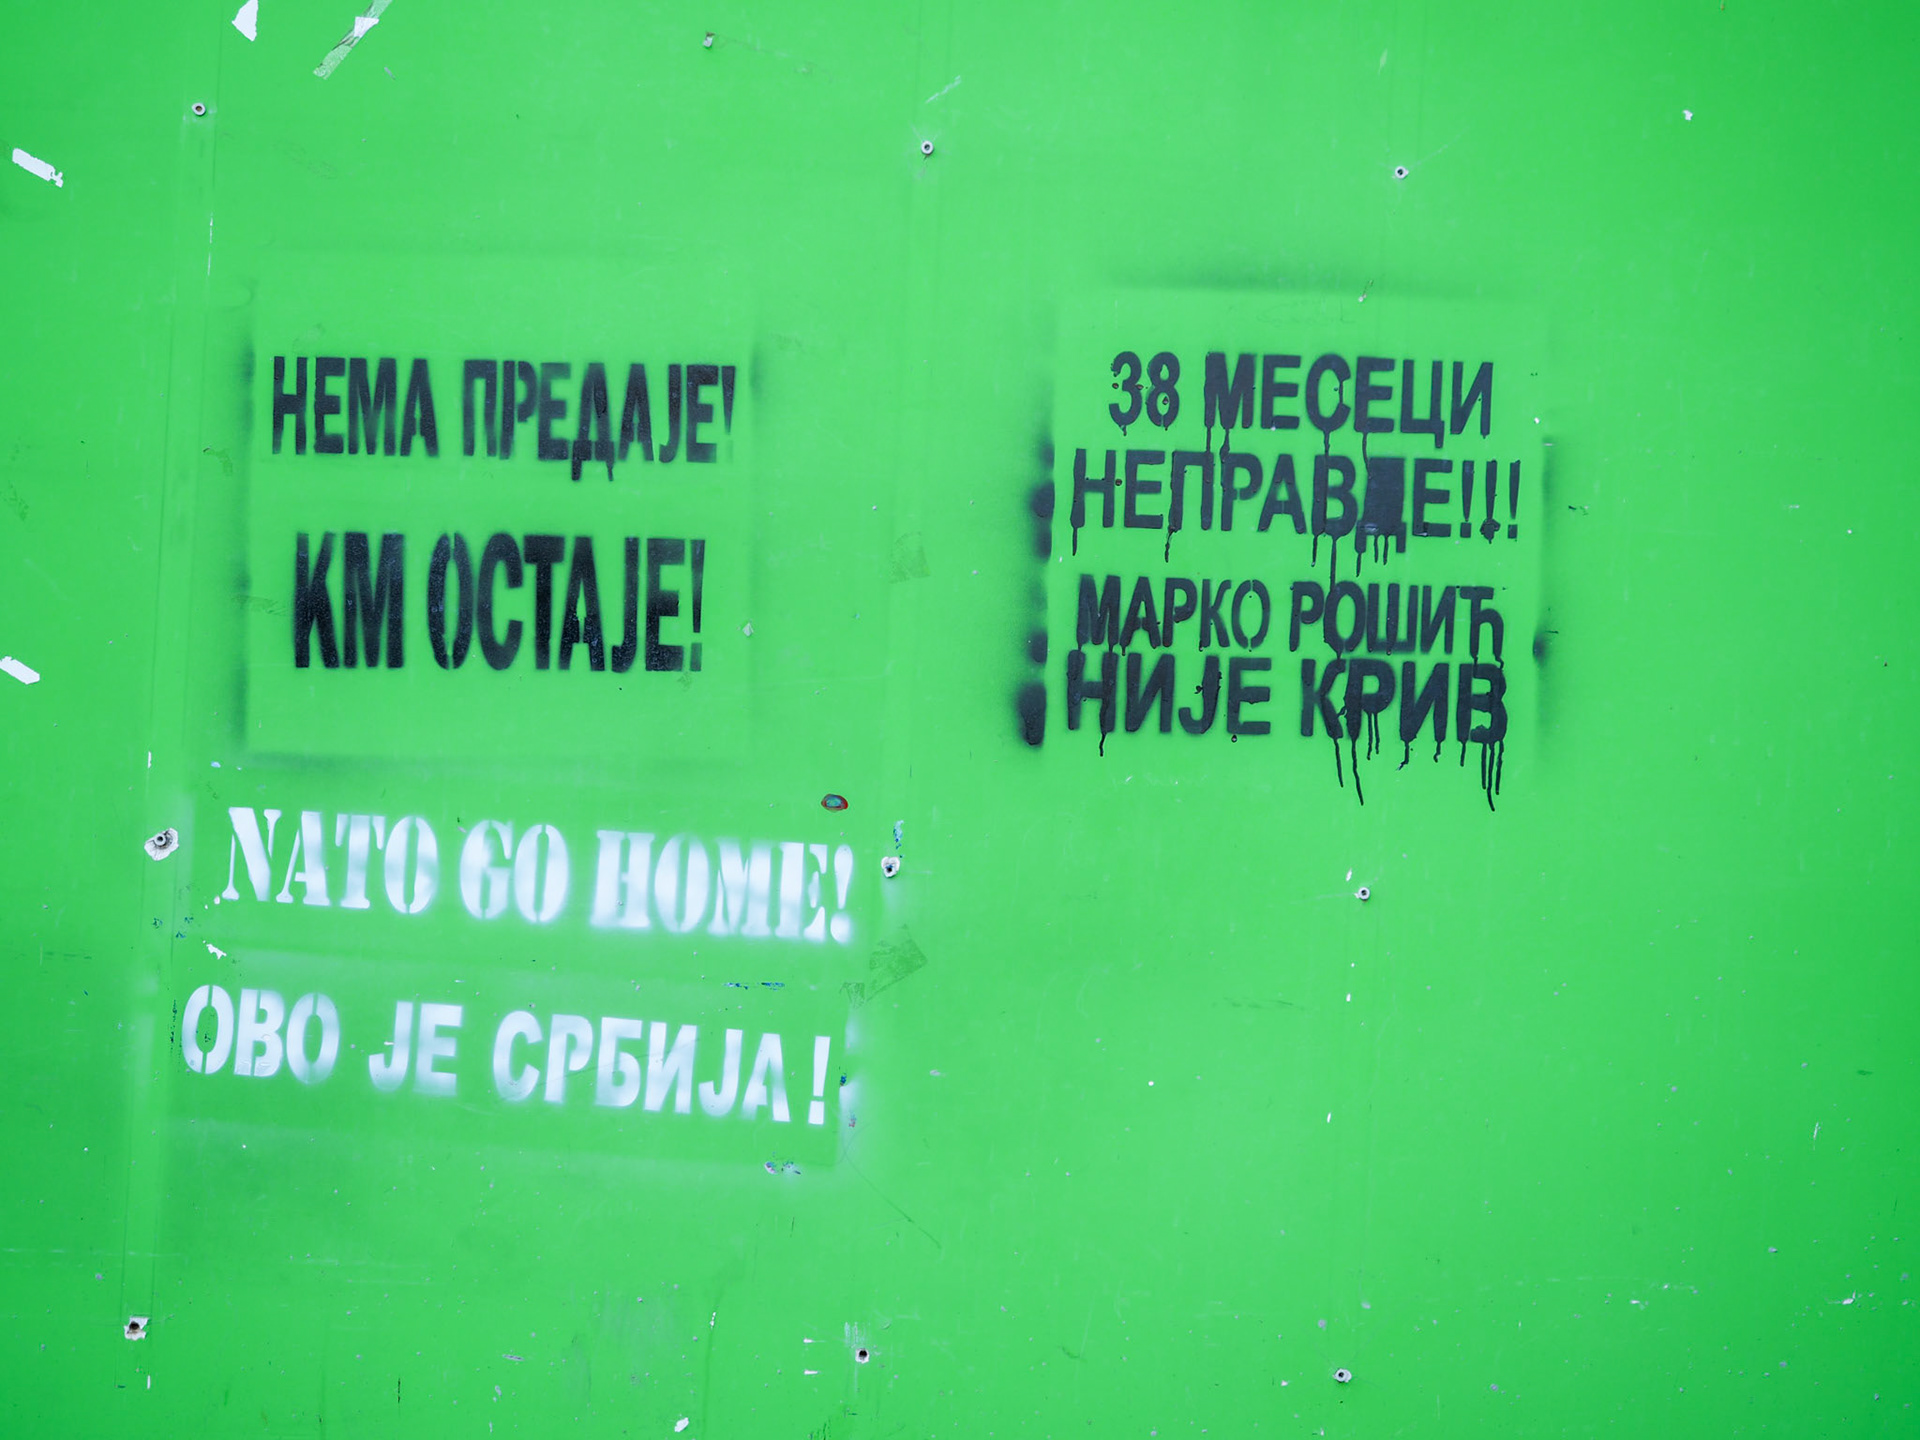 НЕМА ПРЕДАЈЕ!
КМ ОСТАЈЕ!
NATO GO HOME!
ОВО ЈЕ СРБИЈА!
38 МЕСЕЦИ
НЕПРАВДЕ!!!
МАРКО РОШИЋ
НИЈЕ КРИВ